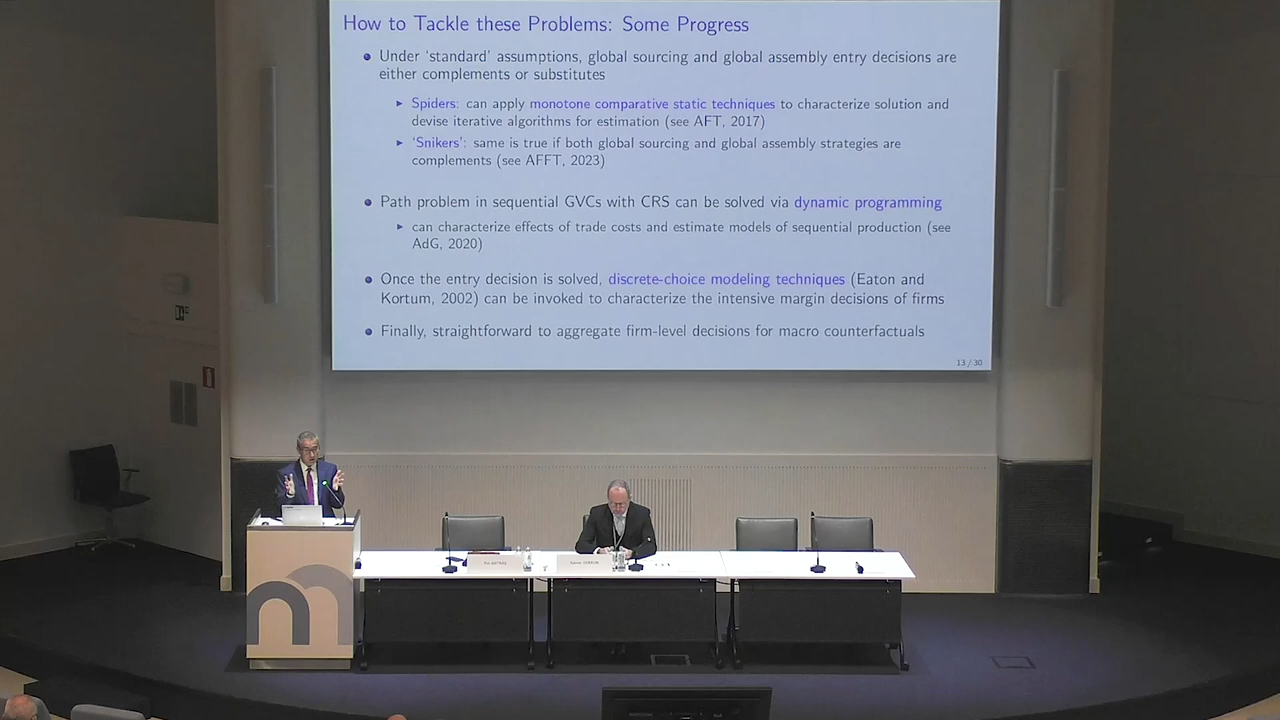 How to Tackle these Problems: Some Progress
Under ‘standard’ assumptions, global sourcing and global assembly entry decisions are
either complements or substitutes
Spiders: can apply monotone comparative static techniques to characterize solution and
devise iterative algorithms for estimation (see AFT, 2017)
‘Snikers’: same is true if both global sourcing and global assembly strategies are
complements (see AFFT, 2023)
Path problem in sequential GVCs with CRS can be solved via dynamic programming
can characterize effects of trade costs and estimate models of sequential production (see
AdG, 2020)
Once the entry decision is solved, discrete-choice modeling techniques (Eaton and
Kortum, 2002) can be invoked to characterize the intensive margin decisions of firms
Finally, straightforward to aggregate firm-level decisions for macro counterfactuals
13 / 30